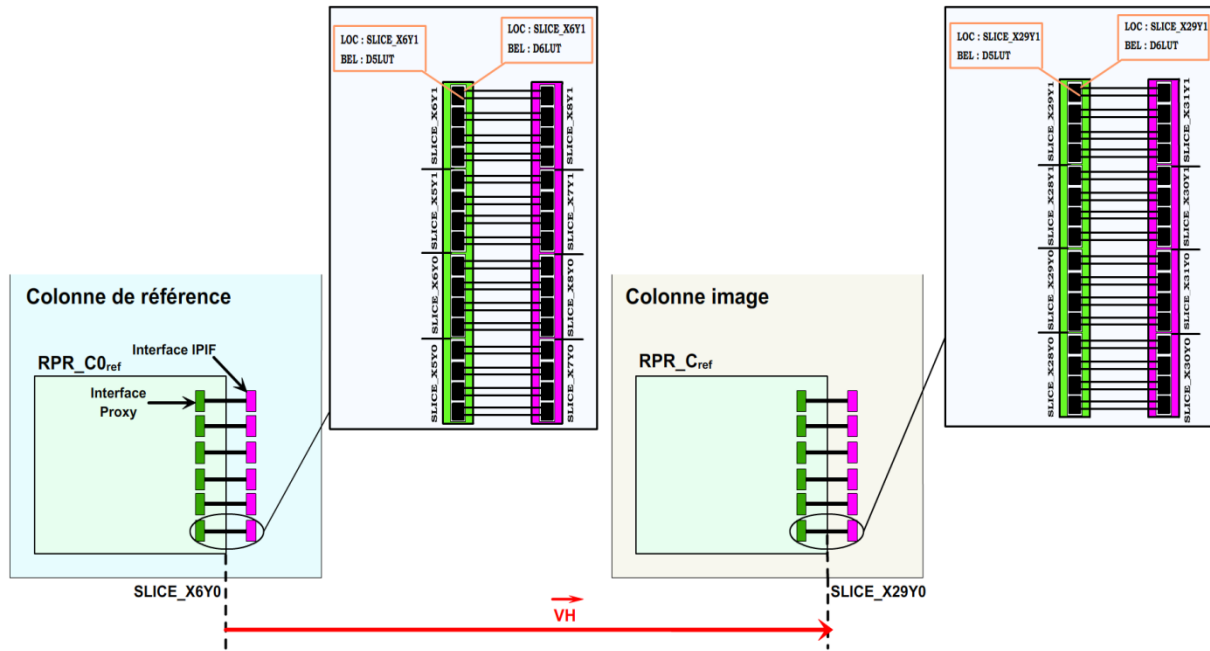 LOC : SLICE_X6Y1
BEL : D5LUT
LOC : SLICE_X6Y1
BEL : D6LUT
SLICE_X6Y1
SLICE_X8Y1
SLICE_X5Y1
SLICE_X7Y1
SLICE_X6Y0
SLICE_X8Y0
SLICE_X5Y0
SLICE_X7Y0
LOC : SLICE_X29Y1
BEL : D5LUT
LOC : SLICE_X29Y1
BEL : D6LUT
SLICE_X29Y1
SLICE_X31Y1
SLICE_X28Y1
SLICE_X30Y1
SLICE_X29Y0
SLICE_X31Y0
SLICE_X28Y0
SLICE_X30Y0
Colonne de référence
Interface IPIF
RPR_C0ref
Interface
Proxy
SLICE_X6Y0
Colonne image
RPR_Cref
SLICE_X29Y0
VH